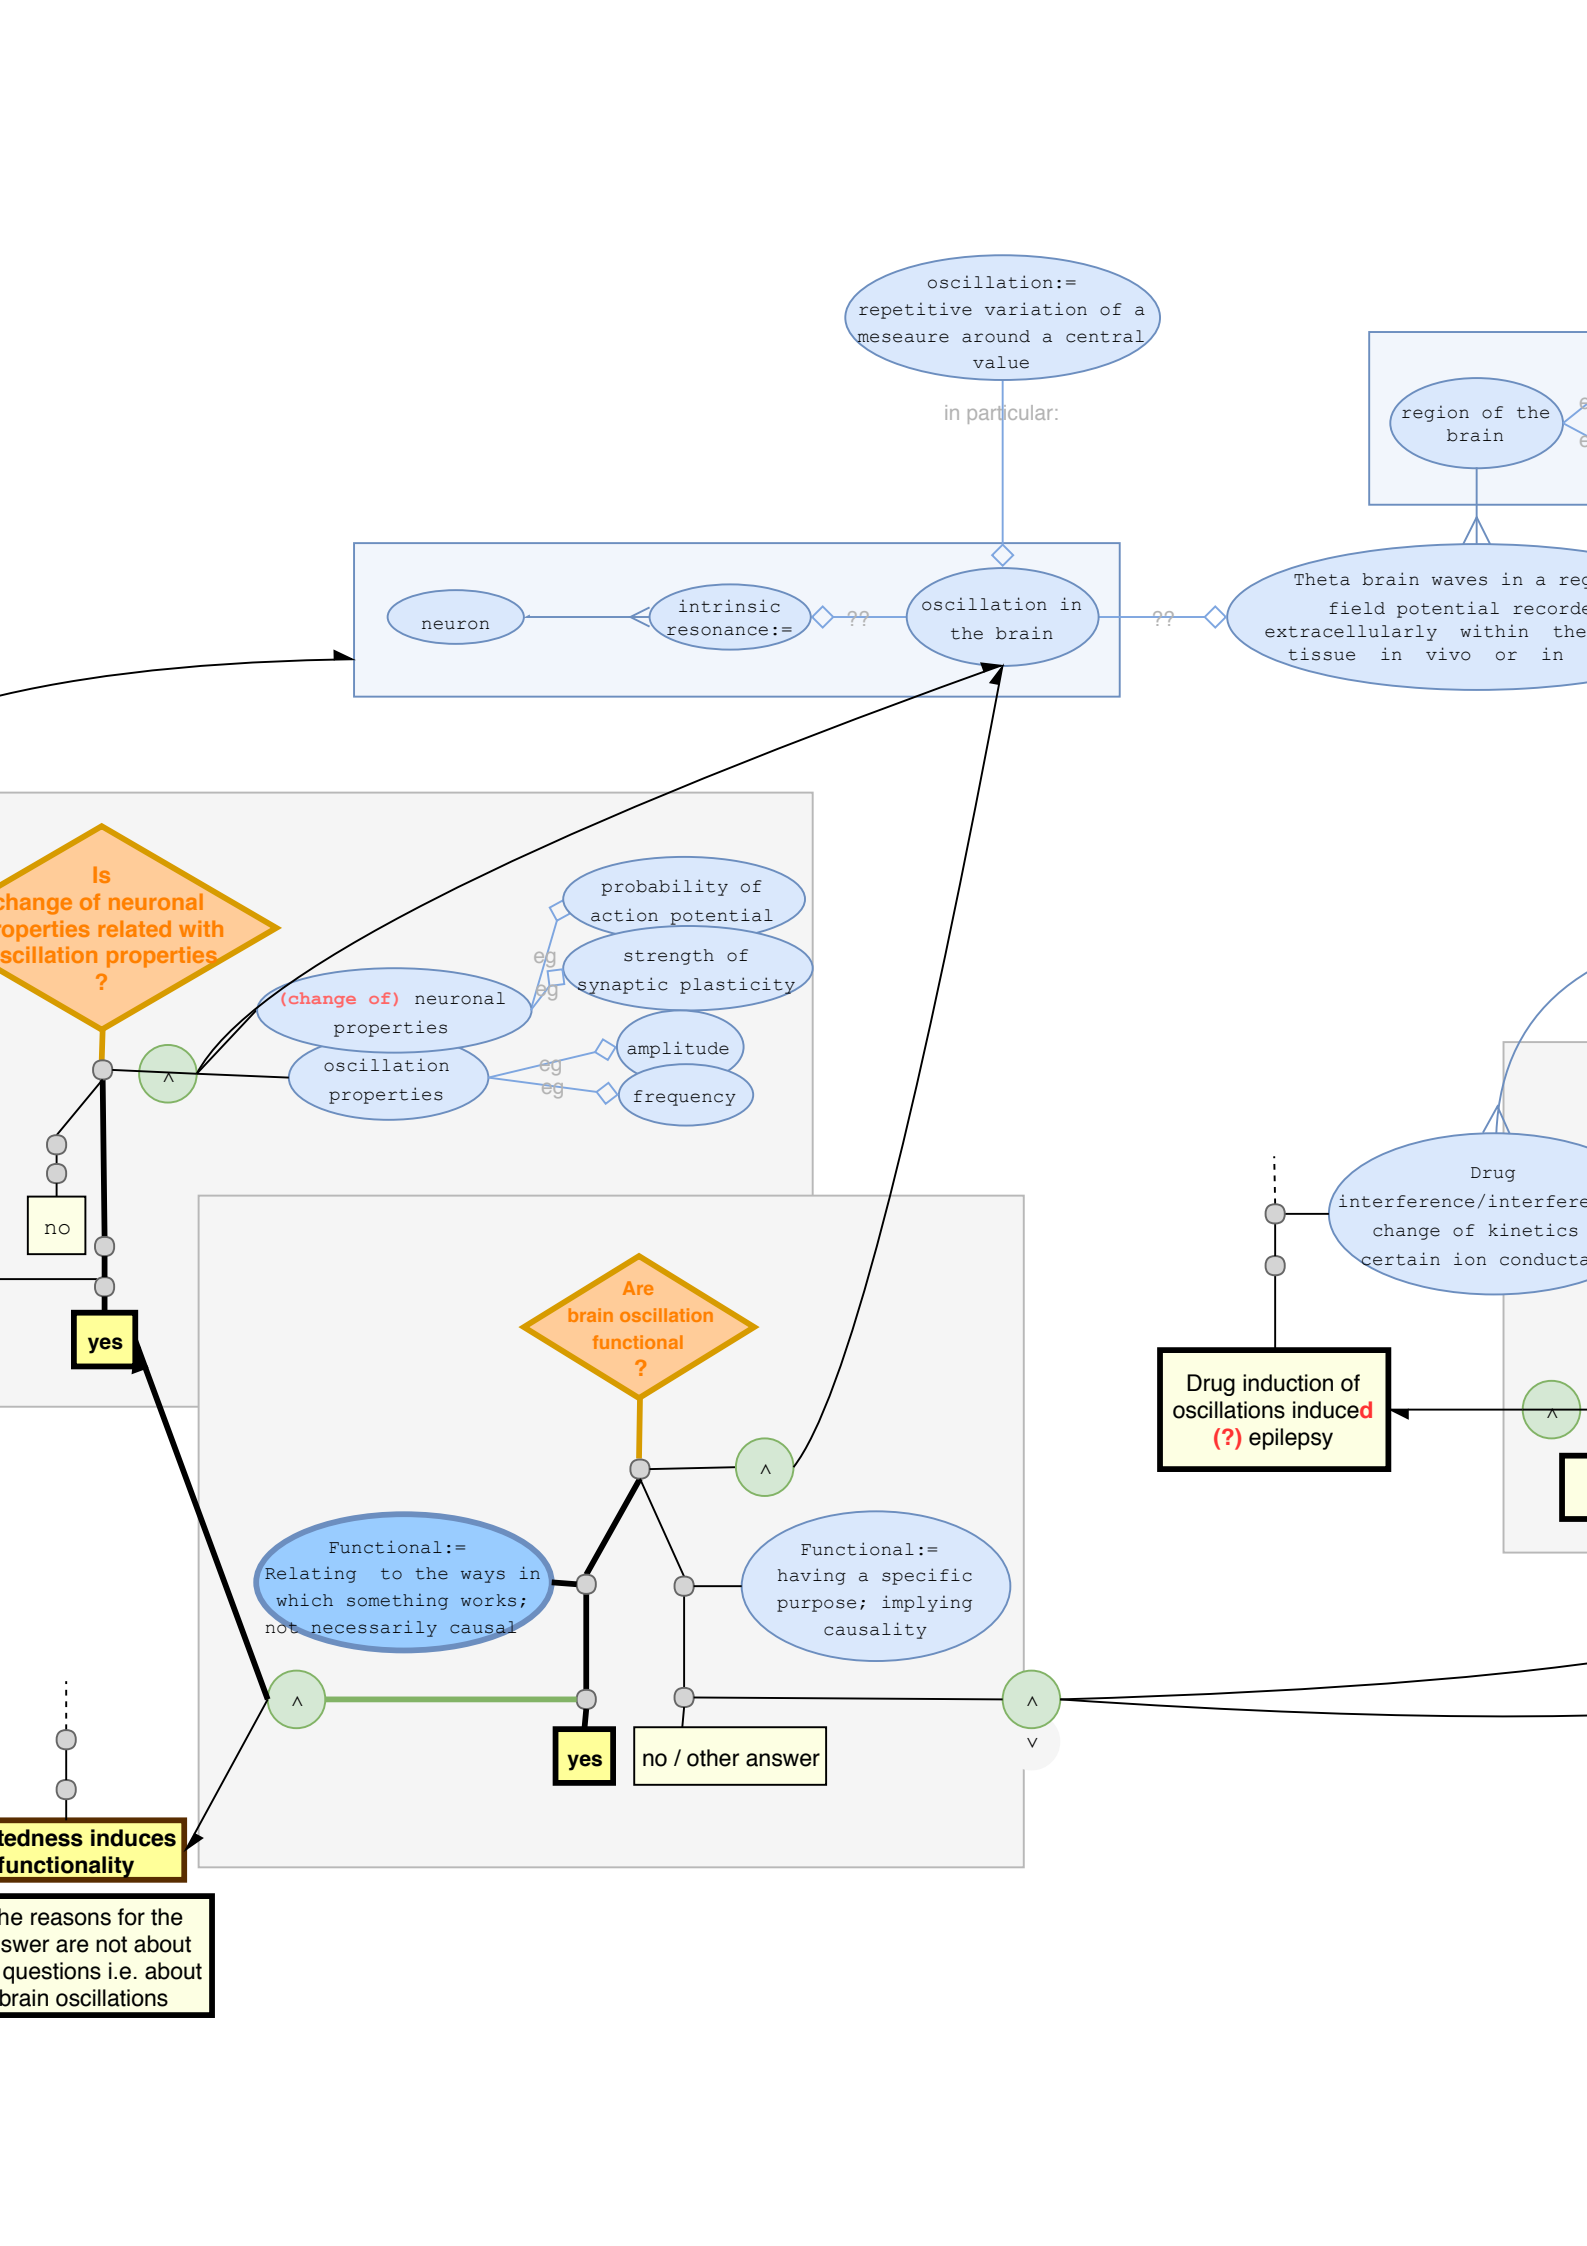 oscillation:=
repetitive variation of a
meseaure around a central
value
in particular:
region of the
brain
neuron
intrinsic
resonance:=
??
oscillation in
the brain
??
Theta brain waves in a reg
field potential recorde
extracellularly within the
tissue in vivo or in
Is
change of neuronal
operties related with
scillation properties
?
probability of
action potential
eg
strength of
synaptic plasticity
eg
(change of) neuronal
properties
oscillation
properties
eg
amplitude
eg
frequency
^
no
yes
Are
brain oscillation
functional
?
^
Functional:=
Relating to the ways in
which something works;
not necessarily causal
Functional:=
having a specific
purpose; implying
causality
^
yes
no / other answer
^
v
Drug
interference/interfere
change of kinetics
certain ion conducta
Drug induction of
oscillations induced
(?) epilepsy
^
tedness induces
functionality
he reasons for the
swer are not about
questions i.e. about
brain oscillations